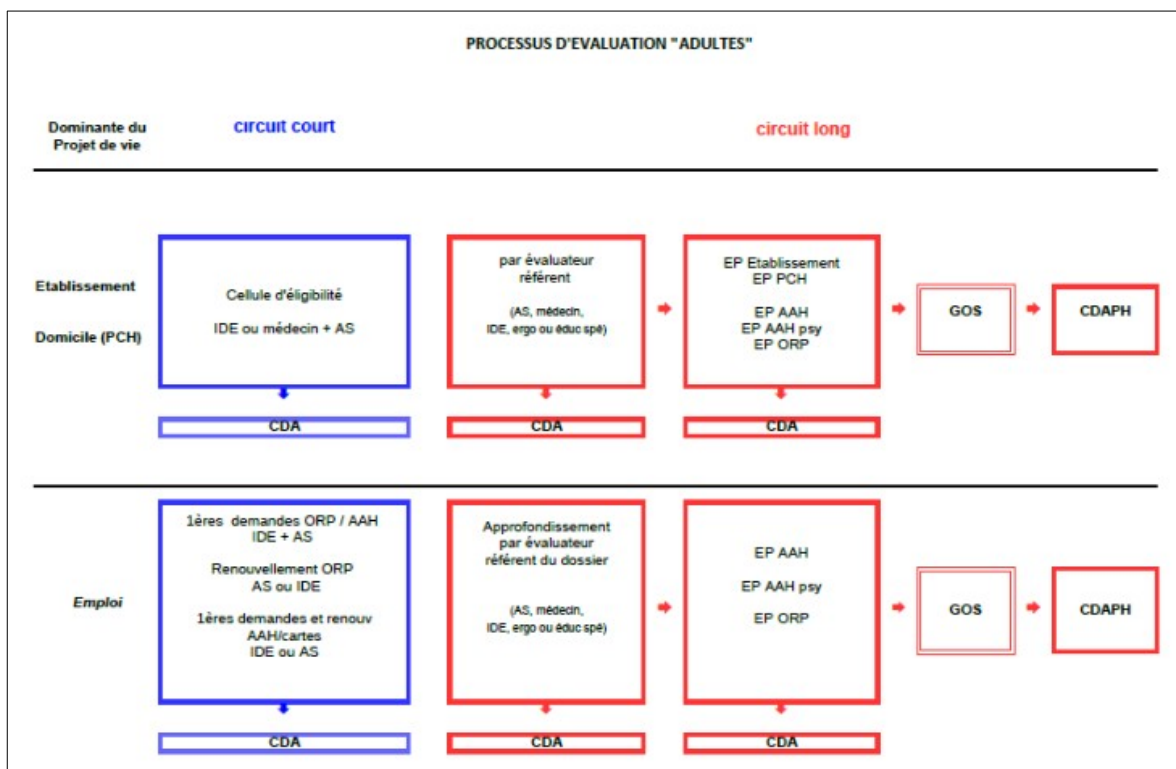 PROCESSUS D'EVALUATION "ADULTES"
Dominante du
Projet de vie
circuit court
circuit long
Etablissement
Domicile (PCH)
Cellule d'éligibilité
IDE ou médecin + AS
CDA
par évaluateur
référent
(AS, médecin,
IDE, ergo ou éduc spé)
CDA
EP Etablissement
EP PCH
EP AAH
EP AAH psy
EP ORP
CDA
GOS
CDAPH
Emploi
1ères demandes ORP / AAH
IDE + AS
Renouvellement ORP
AS ou IDE
1ères demandes et renouv
AAH/cartes
IDE ou AS
CDA
Approfondissement
par évaluateur
référent du dossier
(AS, médecin,
IDE, ergo ou éduc spé)
CDA
EP AAH
EP AAH psy
EP ORP
CDA
GOS
CDAPH